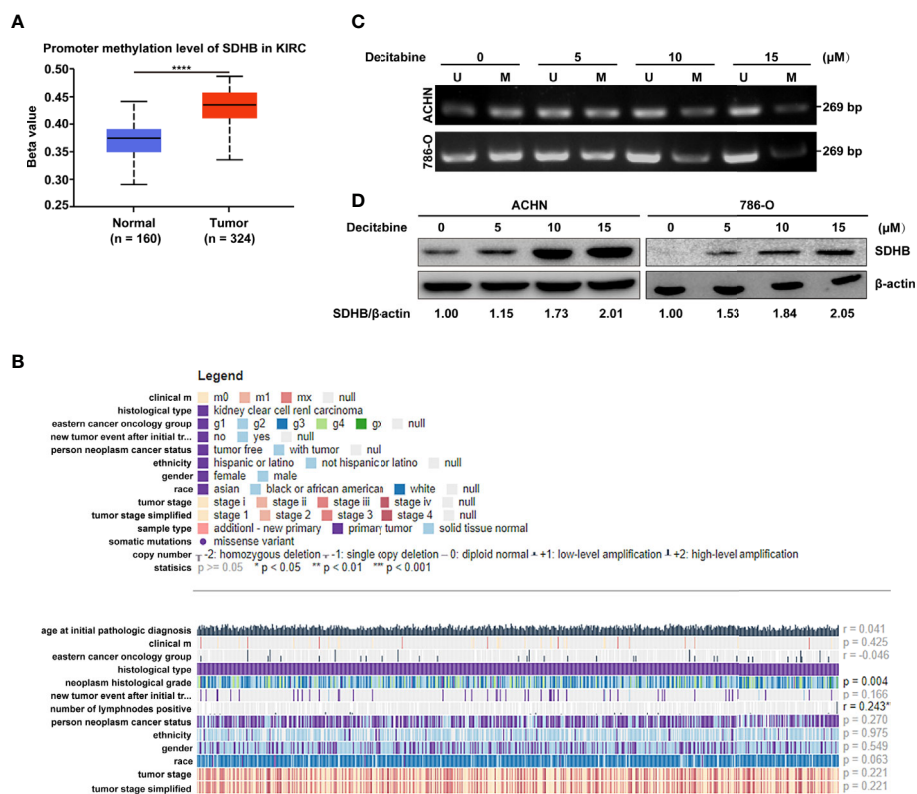 A
Promoter methylation level of SDHB in KIRC
****
Beta value
0.50
0.45
0.40
0.35
0.30
0.25
Normal
(n = 160)
Tumor
(n = 324)
C
Decitabine 0 5 10 15 (μM)
U M U M U M U M
ACHN
269 bp
786-O
269 bp
D
ACHN 786-O
Decitabine 0 5 10 15 0 5 10 15 (μM)
SDHB
β-actin
SDHB/β-actin 1.00 1.15 1.73 2.01 1.00 1.53 1.84 2.05
B
Legend
clinical m m0 m1 mx null
histological type kidney clear cell renl carcinoma
eastern cancer oncology group g1 g2 g3 g4 gx null
new tumor event after initial tr... no yes null
person neoplasm cancer status tumor free with tumor nul
ethnicity hispanic or latino not hispanic or latino null
gender female male
race asian black or african american white null
tumor stage stage i stage ii stage iii stage iv null
tumor stage simplified stage 1 stage 2 stage 3 stage 4 null
sample type additionl - new primary primary tumor solid tissue normal
somatic mutations missense variant
copy number -2: homozygous deletion -1: single copy deletion 0: diploid normal +1: low-level amplification +2: high-level amplification
statisics p >= 0.05 * p < 0.05 ** p < 0.01 *** p < 0.001
age at initial pathologic diagnosis r = 0.041
clinical m p = 0.425
eastern cancer oncology group r = -0.046
histological type
neoplasm histological grade p = 0.004
new tumor event after initial tr... p = 0.166
number of lymphnodes positive r = 0.243*
person neoplasm cancer status p = 0.270
ethnicity p = 0.975
gender p = 0.549
race p = 0.063
tumor stage p = 0.221
tumor stage simplified p = 0.221